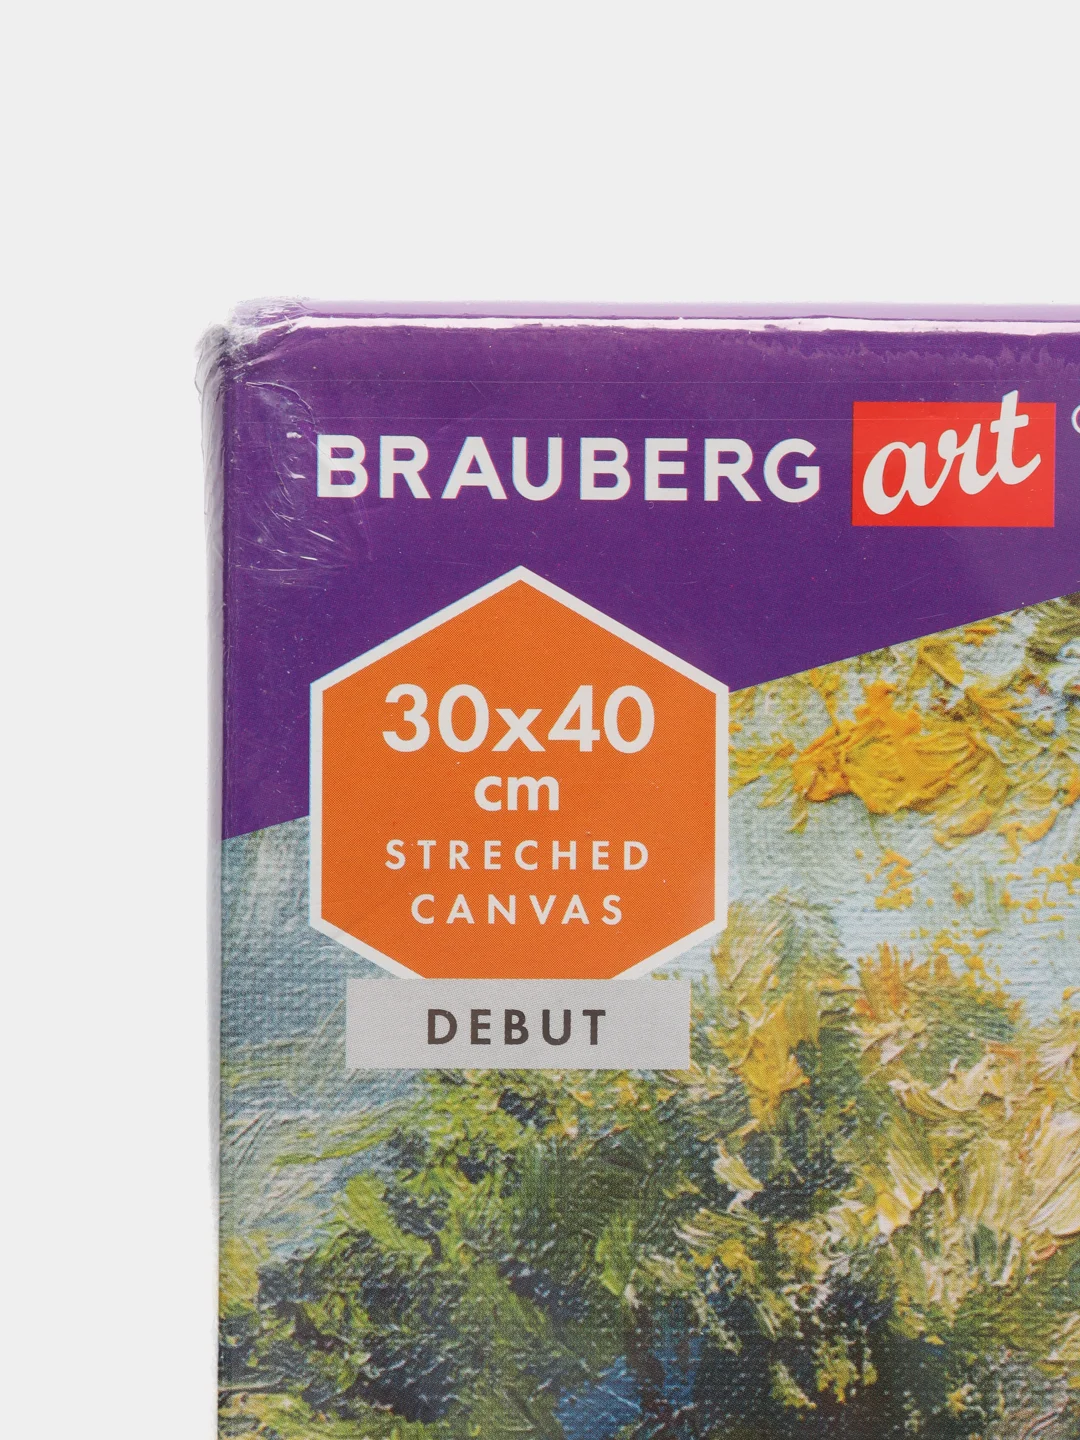 BRAUBERG art
30x40
cm
STRECHED
CANVAS
DEBUT